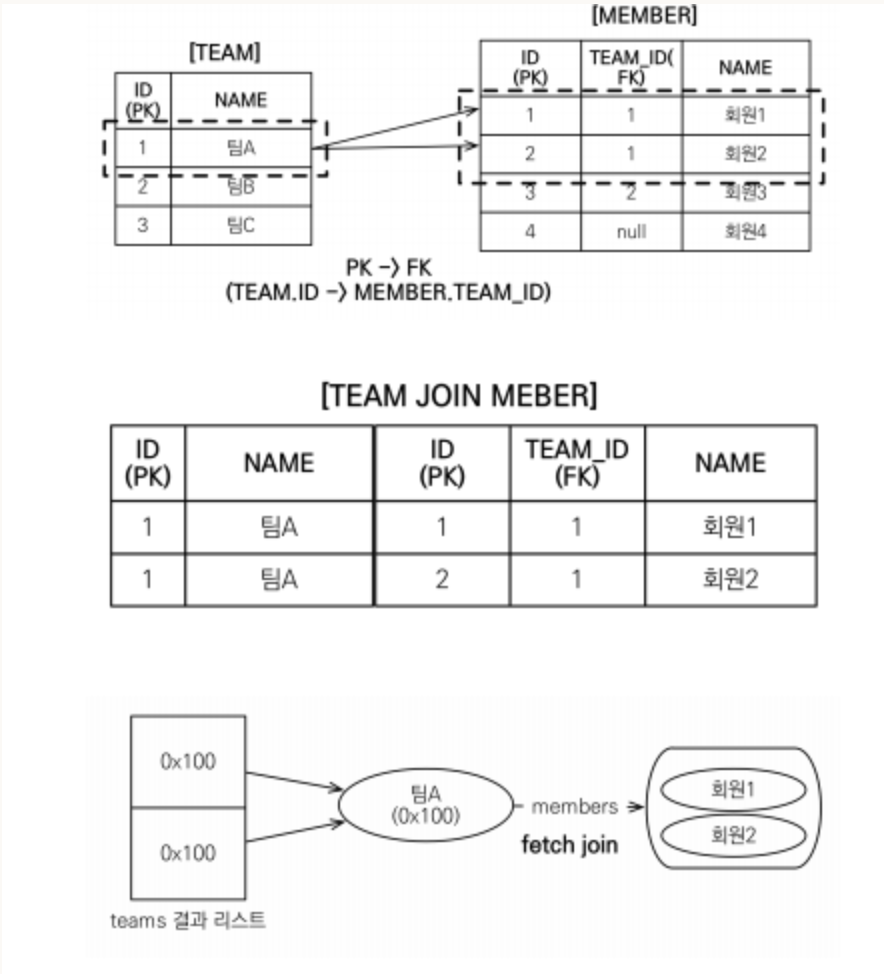 [TEAM]
ID
(PK)
NAME
1
팀A
2
팀B
3
팀C
[MEMBER]
ID
(PK)
TEAM_ID(
FK)
NAME
1
1
회원1
2
1
회원2
3
2
회원3
4
null
회원4
PK -> FK
(TEAM.ID -> MEMBER.TEAM_ID)
[TEAM JOIN MEBER]
ID
(PK)
NAME
ID
(PK)
TEAM_ID
(FK)
NAME
1
팀A
1
1
회원1
1
팀A
2
1
회원2
0x100
0x100
teams 결과 리스트
팀A
(0x100)
members
fetch join
회원1
회원2